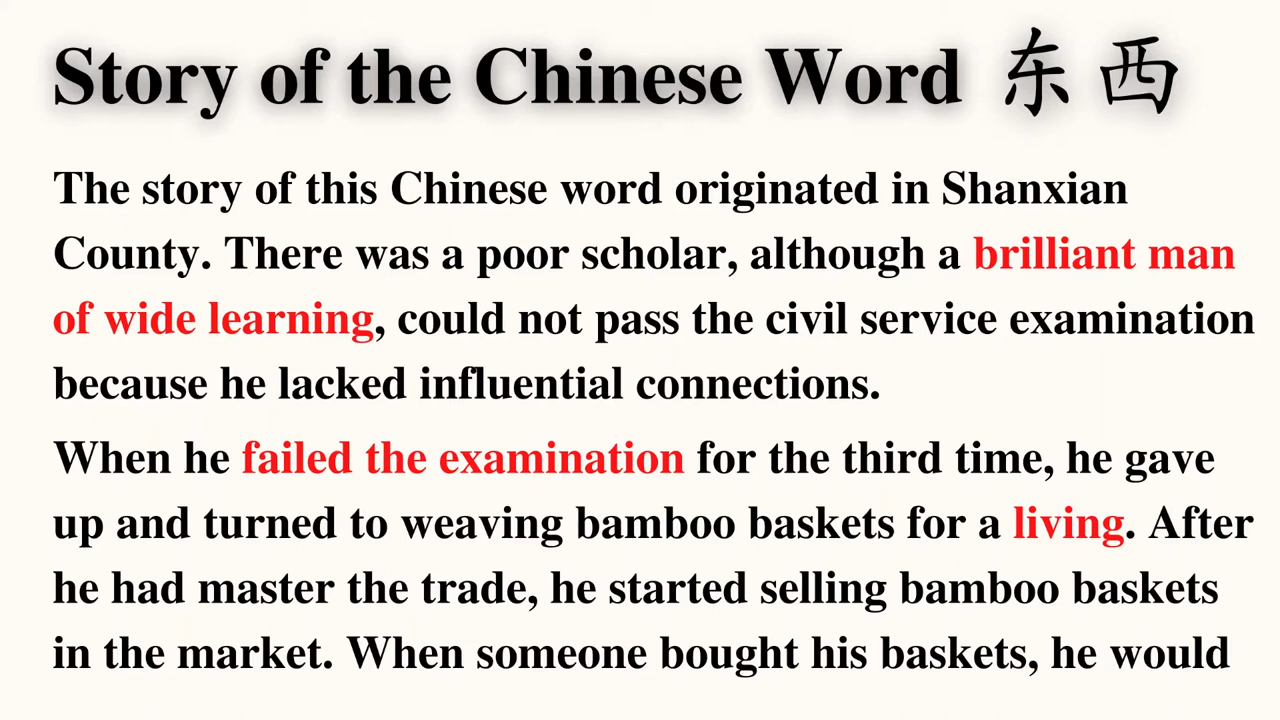 Story of the Chinese Word 东西
The story of this Chinese word originated in Shanxian
County. There was a poor scholar, although a brilliant man
of wide learning, could not pass the civil service examination
because he lacked influential connections.
When he failed the examination for the third time, he gave
up and turned to weaving bamboo baskets for a living. After
he had master the trade, he started selling bamboo baskets
in the market. When someone bought his baskets, he would